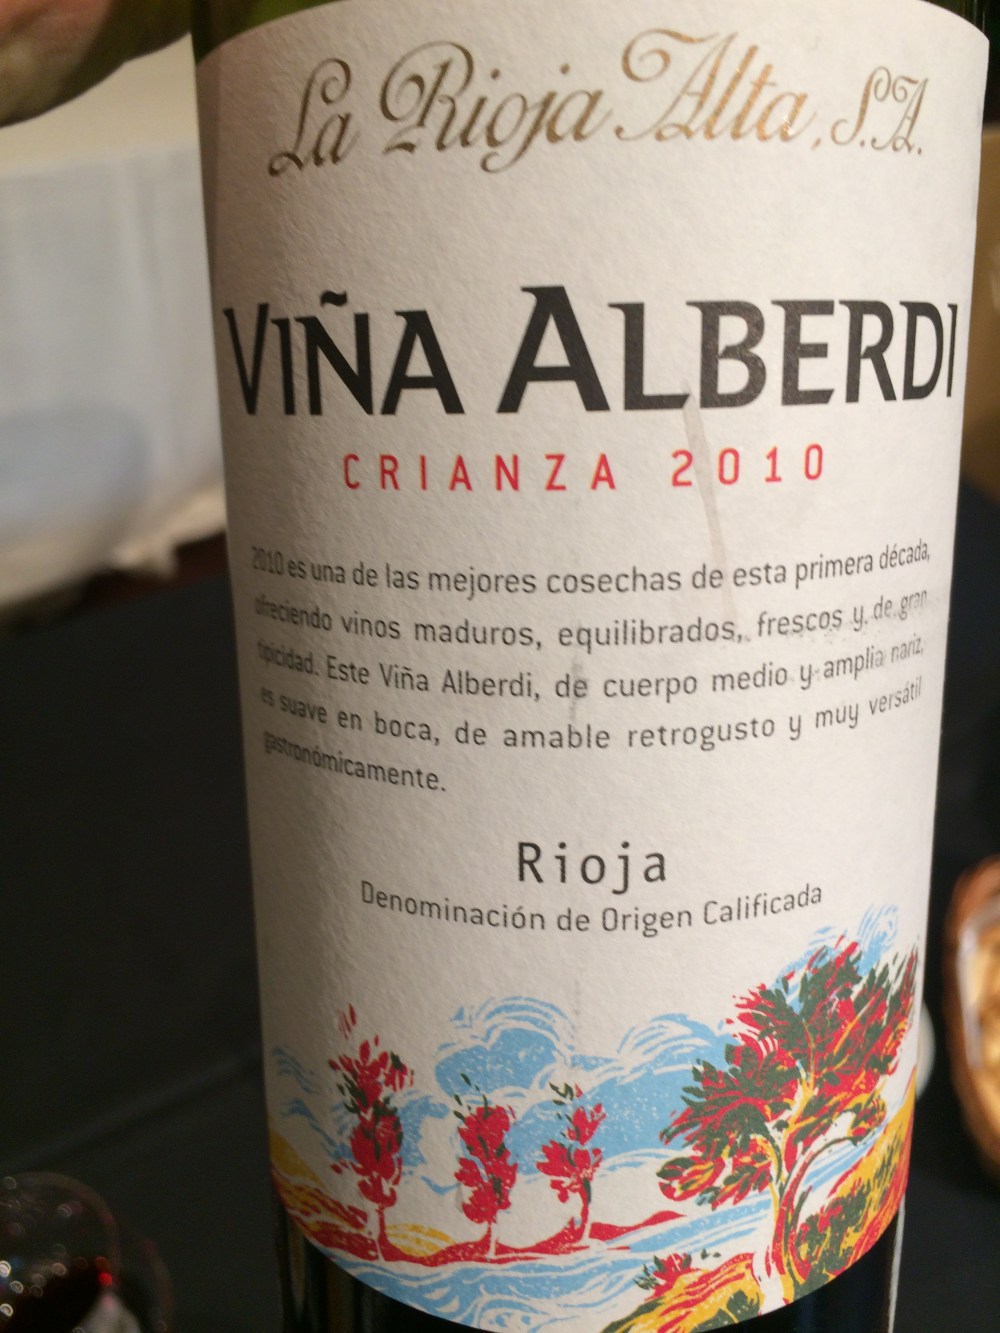 La Rioja Alta, S.A.
VIÑA ALBERDI
CRIANZA 2010
2010 es una de las mejores cosechas de esta primera década,
ofreciendo vinos maduros, equilibrados, frescos y de gran
tipicidad. Este Viña Alberdi, de cuerpo medio y amplia nariz,
es suave en boca, de amable retrogusto y muy versátil
gastronómicamente.
Rioja
Denominación de Origen Calificada